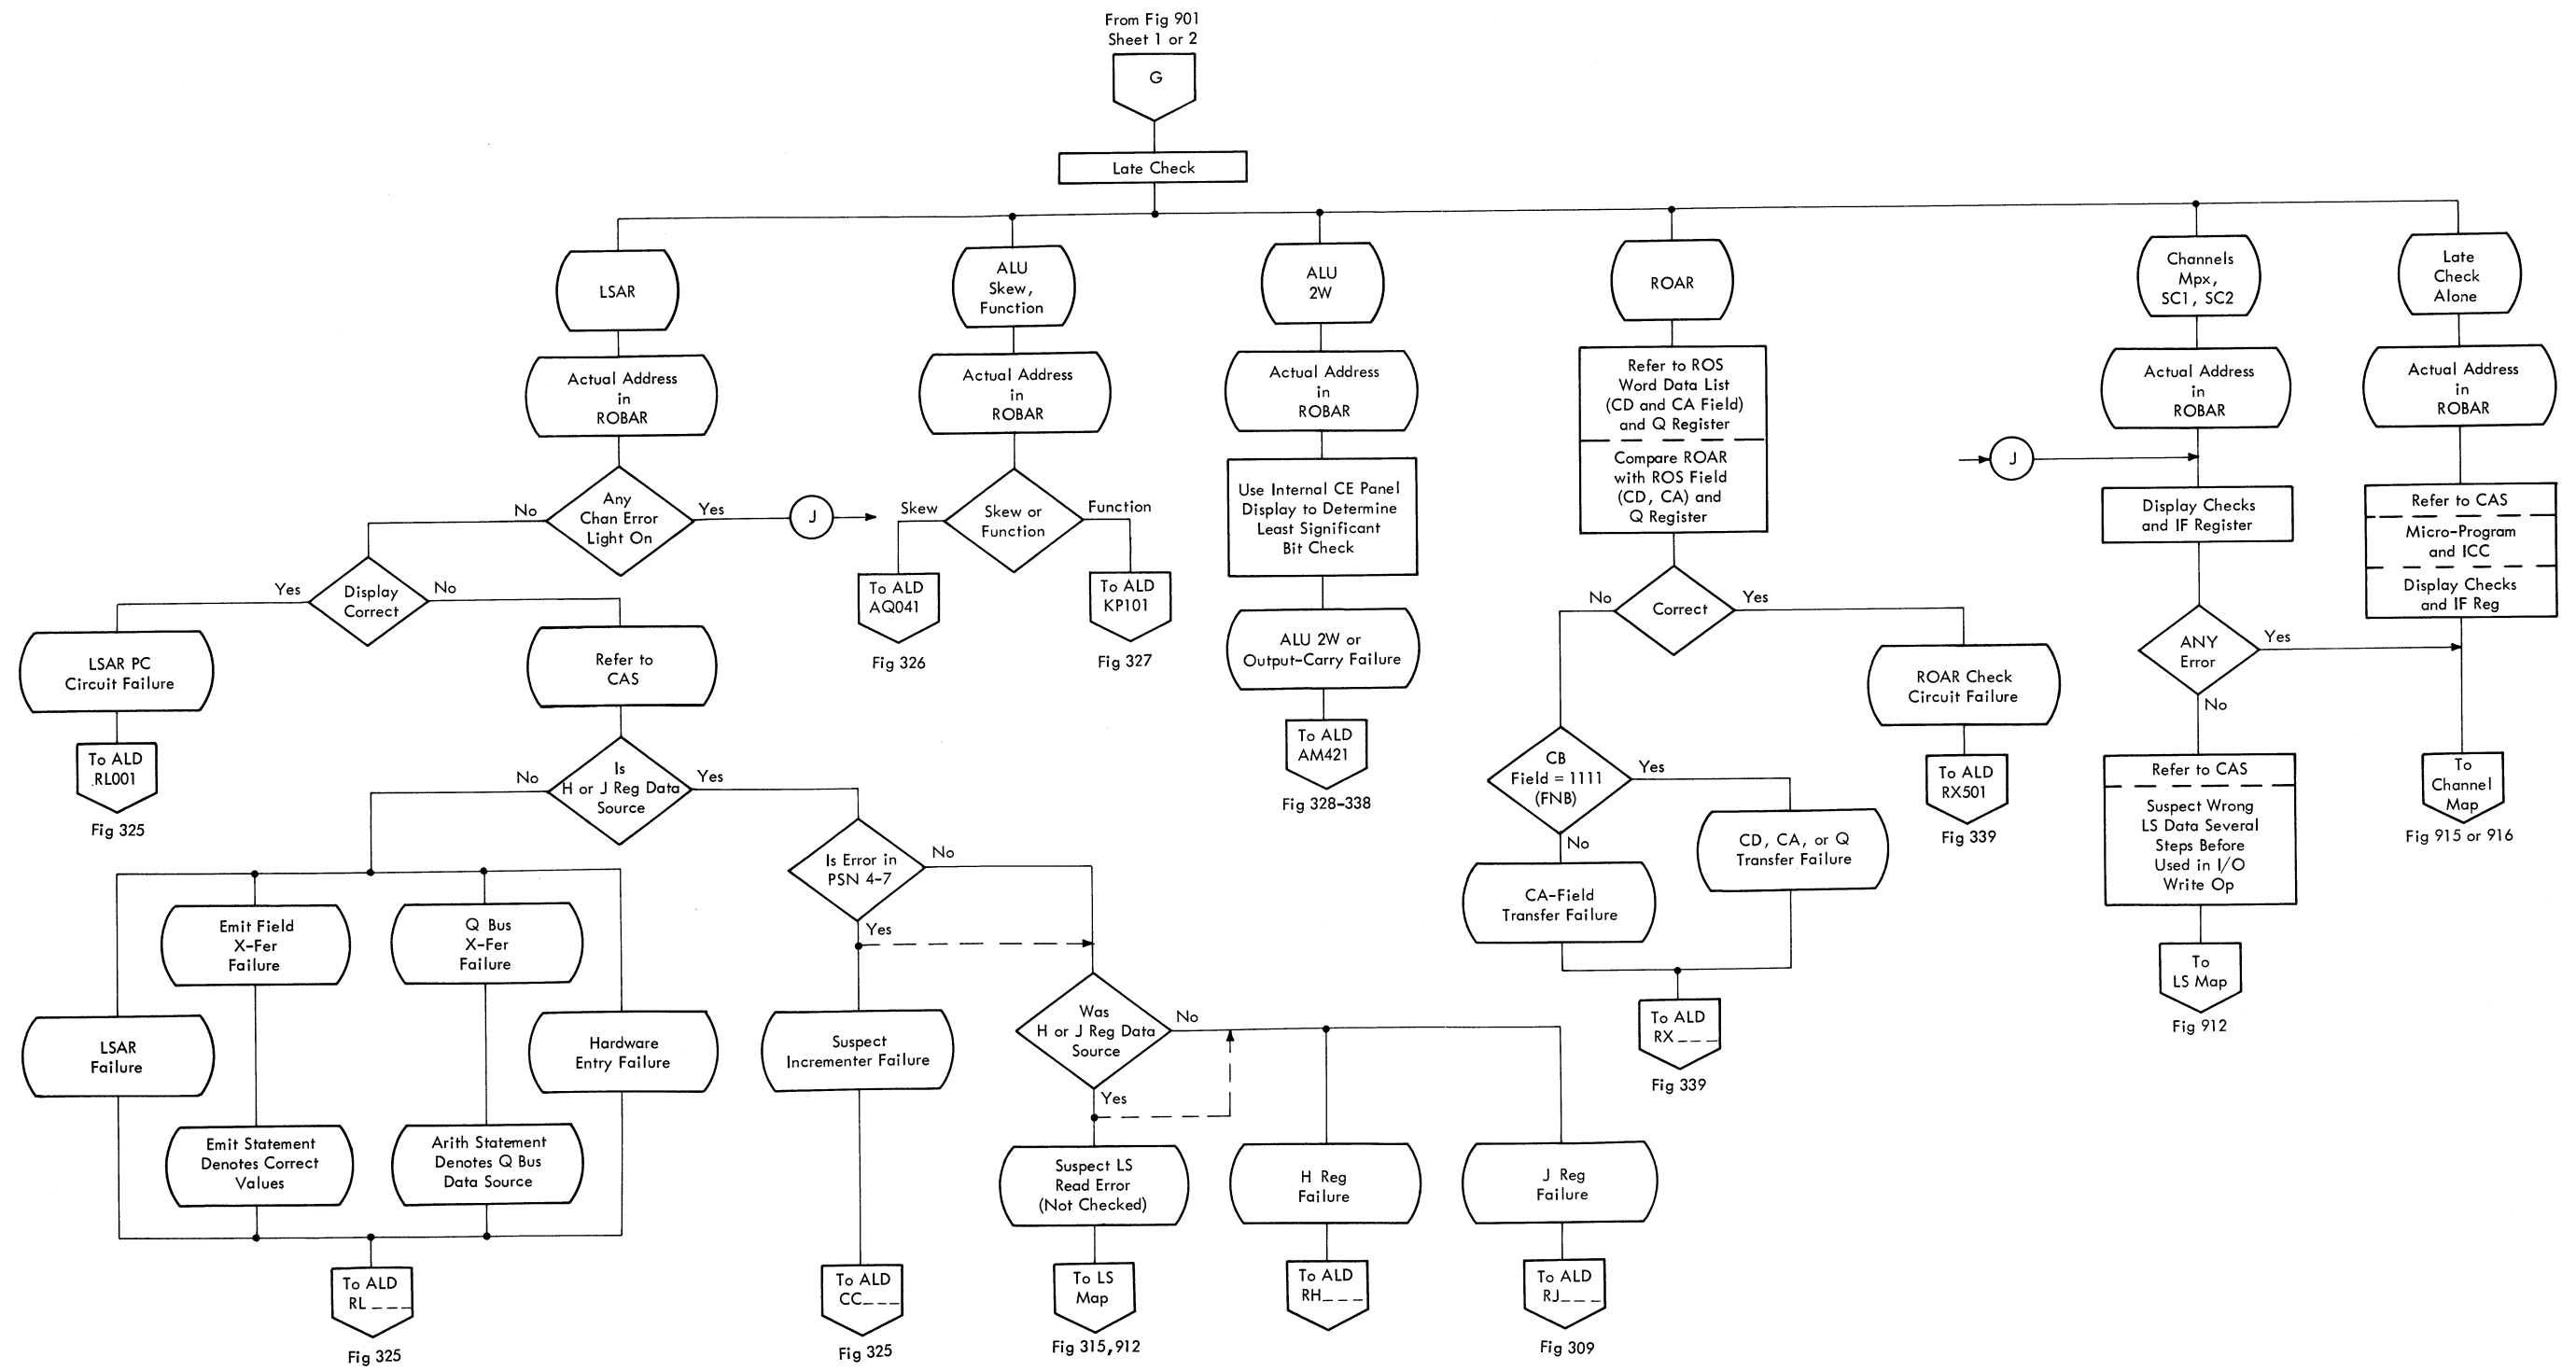 From Fig 901
Sheet 1 or 2
G
Late Check
LSAR
Actual Address
in
ROBAR
Any
Chan Error
Light On
No
Yes
J
Display
Correct
Yes
No
LSAR PC
Circuit Failure
To ALD
RL001
Fig 325
Refer to
CAS
Is
H or J Reg Data
Source
No
Yes
LSAR
Failure
Emit Field
X-Fer
Failure
Emit Statement
Denotes Correct
Values
Q Bus
X-Fer
Failure
Arith Statement
Denotes Q Bus
Data Source
Hardware
Entry Failure
To ALD
RL _ _ _
Fig 325
Is Error in
PSN 4-7
No
Yes
Suspect
Incrementer Failure
To ALD
CC_ _ _
Fig 325
Was
H or J Reg Data
Source
No
Yes
Suspect LS
Read Error
(Not Checked)
To LS
Map
Fig 315,912
H Reg
Failure
To ALD
RH_ _ _
J Reg
Failure
To ALD
RJ_ _ _
Fig 309
ALU
Skew,
Function
Actual Address
in
ROBAR
Skew or
Function
Skew
Function
To ALD
AQ041
Fig 326
To ALD
KP101
Fig 327
ALU
2W
Actual Address
in
ROBAR
Use Internal CE Panel
Display to Determine
Least Significant
Bit Check
ALU 2W or
Output-Carry Failure
To ALD
AM421
Fig 328-338
ROAR
Refer to ROS
Word Data List
(CD and CA Field)
and Q Register
Compare ROAR
with ROS Field
(CD, CA) and
Q Register
Correct
No
Yes
CB
Field = 1111
(FNB)
Yes
No
CA-Field
Transfer Failure
CD, CA, or Q
Transfer Failure
To ALD
RX _ _ _
Fig 339
ROAR Check
Circuit Failure
To ALD
RX501
Fig 339
Channels
Mpx,
SC1, SC2
Actual Address
in
ROBAR
J
Display Checks
and IF Register
ANY
Error
Yes
No
Refer to CAS
Suspect Wrong
LS Data Several
Steps Before
Used in I/O
Write Op
To
LS Map
Fig 912
Late
Check
Alone
Actual Address
in
ROBAR
Refer to CAS
Micro-Program
and ICC
Display Checks
and IF Reg
To
Channel
Map
Fig 915 or 916